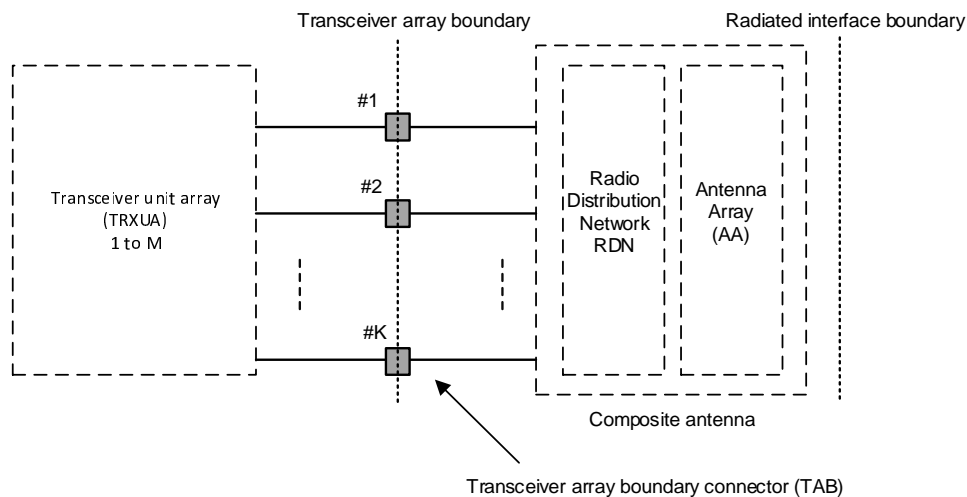 Transceiver array boundary
Radiated interface boundary
#1
#2
#K
Transceiver unit array
(TRXUA)
1 to M
Radio
Distribution
Network
RDN
Antenna
Array
(AA)
Composite antenna
Transceiver array boundary connector (TAB)